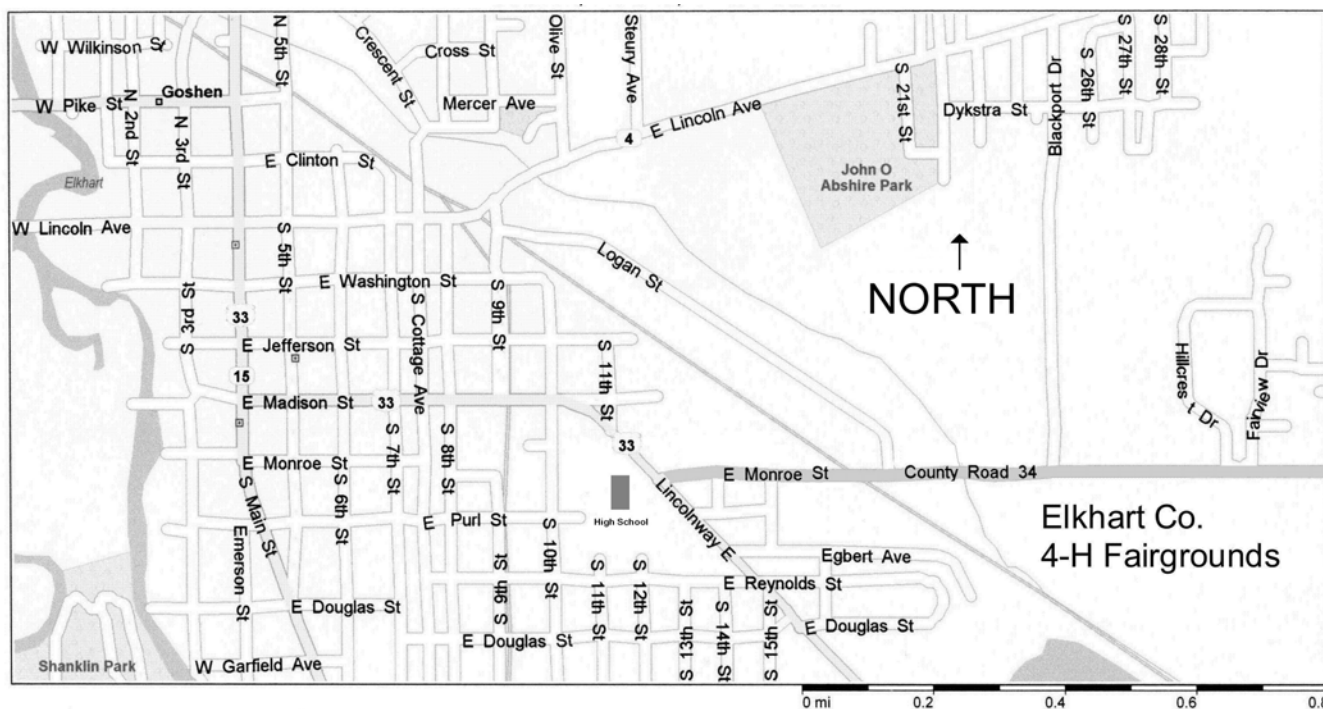 W Wilkinson St
N 5th St
Crescent St
Cross St
Olive St
Steury Ave
S 27th St
S 28th St
Goshen
W Pike St
N 2nd St
N 3rd St
Mercer Ave
E Lincoln Ave
4
S 21st St
Dykstra St
Blackport Dr
S 26th St
E Clinton St
Elkhart
John O
Abshire Park
W Lincoln Ave
S 5th St
NORTH
Logan St
E Washington St
S 3rd St
33
S Cottage Ave
S 9th St
E Jefferson St
S 11th St
15
Hillcrest Dr
Fairview Dr
E Madison St
33
33
S 7th St
S 8th St
E Monroe St
S 6th St
S Main St
E Monroe St
County Road 34
High School
Lincolnway E
Elkhart Co.
4-H Fairgrounds
E Purl St
S 10th St
Emerson St
Egbert Ave
S 9th St
S 11th St
S 12th St
E Reynolds St
E Douglas St
S 13th St
S 14th St
S 15th St
E Douglas St
E Douglas St
Shanklin Park
W Garfield Ave
0 mi
0.2
0.4
0.6
0.8